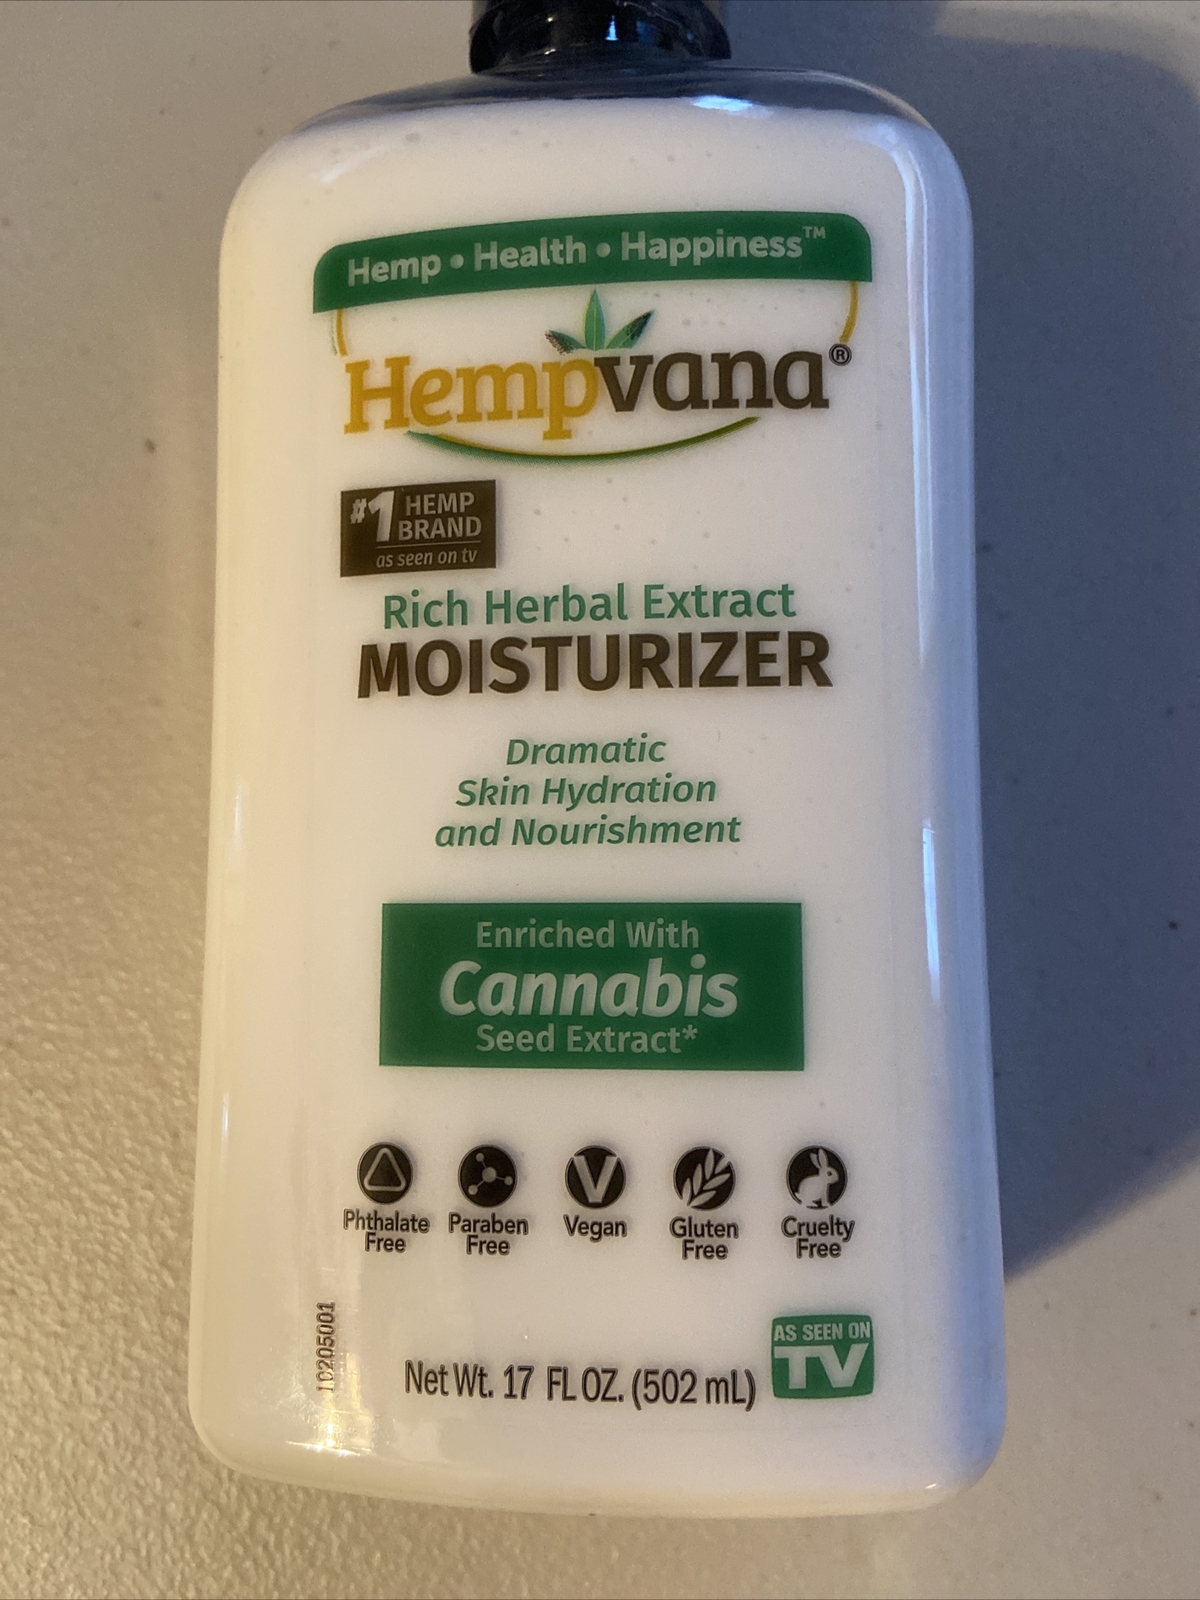 Hemp • Health • Happiness™
Hempvana®
#1 HEMP
BRAND
as seen on tv
Rich Herbal Extract
MOISTURIZER
Dramatic
Skin Hydration
and Nourishment
Enriched With
Cannabis
Seed Extract*
Phthalate
Free
Paraben
Free
V
Vegan
Gluten
Free
Cruelty
Free
10205001
Net Wt. 17 FL OZ. (502 mL)
AS SEEN ON
TV